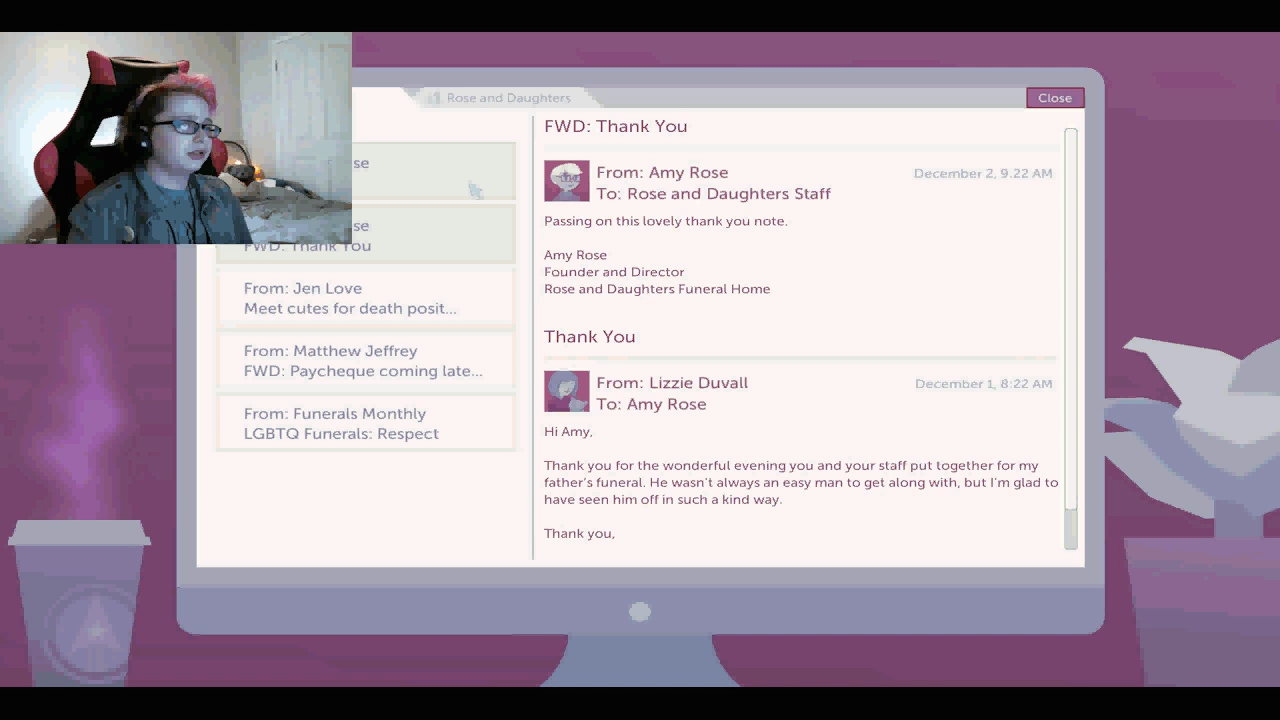 Rose and Daughters
Close
se
se
FWD: Thank You
From: Jen Love
Meet cutes for death posit...
From: Matthew Jeffrey
FWD: Paycheque coming late...
From: Funerals Monthly
LGBTQ Funerals: Respect
FWD: Thank You
From: Amy Rose
December 2, 9.22 AM
To: Rose and Daughters Staff
Passing on this lovely thank you note.
Amy Rose
Founder and Director
Rose and Daughters Funeral Home
Thank You
From: Lizzie Duvall
December 1, 8:22 AM
To: Amy Rose
Hi Amy,
Thank you for the wonderful evening you and your staff put together for my
father's funeral. He wasn't always an easy man to get along with, but I'm glad to
have seen him off in such a kind way.
Thank you,